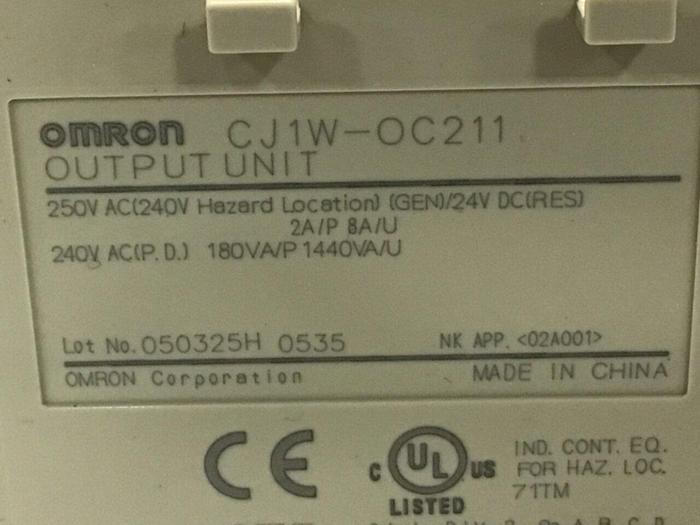 OMRON CJ1W-OC211
OUTPUT UNIT
250V AC(240V Hazard Location) (GEN)/24V DC(RES)
2A/P 8A/U
240V AC(P.D.) 180VA/P 1440VA/U
Lot No. 050325H 0535 NK APP. <02A001>
OMRON Corporation MADE IN CHINA
CE C UL US LISTED
IND. CONT. EQ.
FOR HAZ. LOC.
71TM